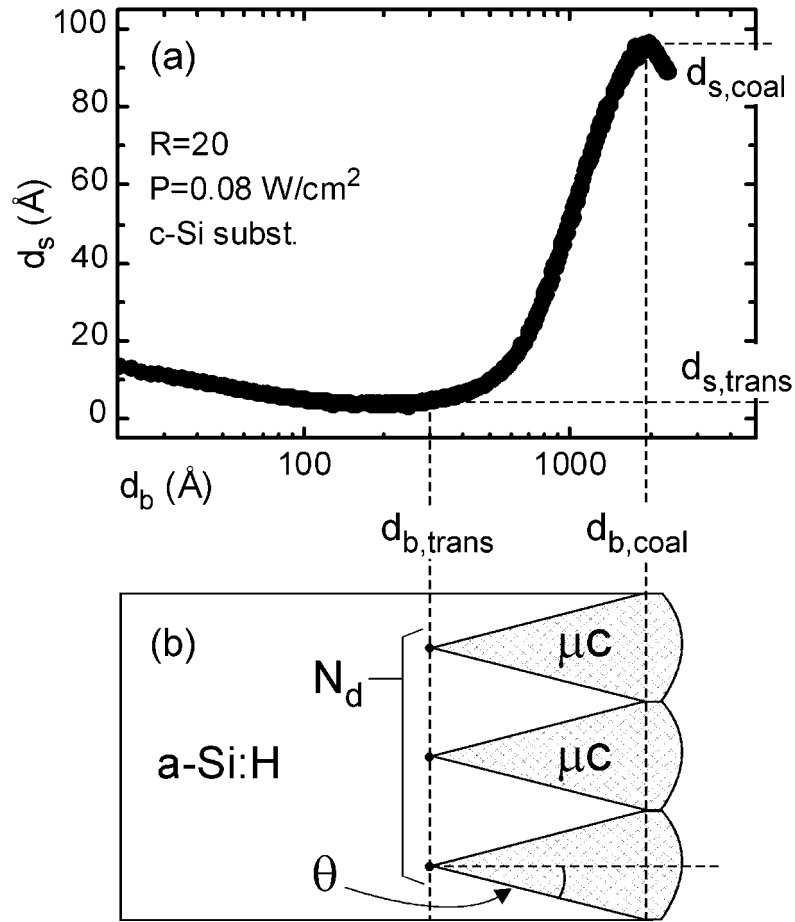 100
80
60
40
20
0
d_s (Å)
(a)
R=20
P=0.08 W/cm²
c-Si subst.
d_s,coal
d_s,trans
100
1000
d_b (Å)
d_b,trans
d_b,coal
(b)
N_d
a-Si:H
μc
μc
θ